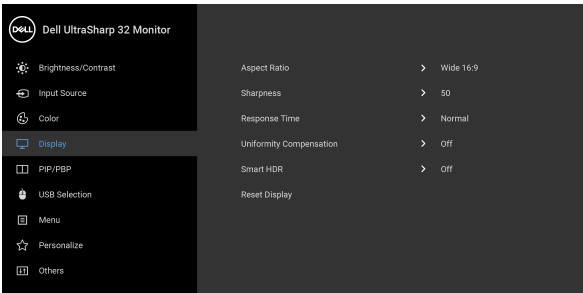 DELL Dell UltraSharp 32 Monitor
Brightness/Contrast
Input Source
Color
Display
PIP/PBP
USB Selection
Menu
Personalize
Others
Aspect Ratio > Wide 16:9
Sharpness > 50
Response Time > Normal
Uniformity Compensation > Off
Smart HDR > Off
Reset Display